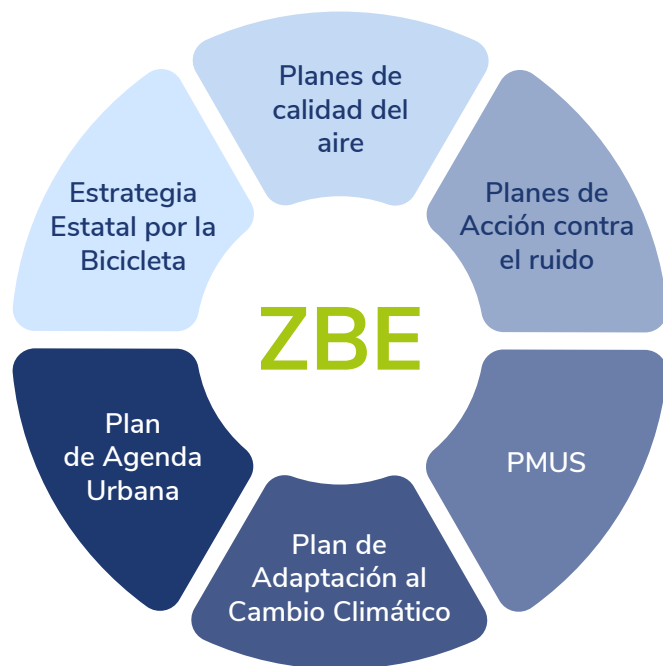 Planes de
calidad del
aire
Planes de
Acción contra
el ruido
PMUS
Plan de
Adaptación al
Cambio Climático
Plan
de Agenda
Urbana
Estrategia
Estatal por la
Bicicleta
ZBE